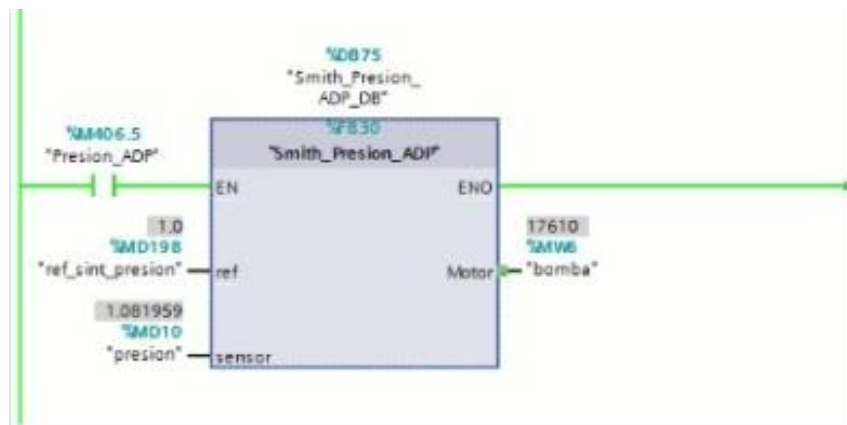 %DB75
"Smith_Presion_
ADP_DB"
%FB30
"Smith_Presion_ADP"
%M406.5
"Presion_ADP"
EN
ENO
1.0
%MD198
"ref_sint_presion"
ref
17610
%MW6
Motor
"bomba"
1.081959
%MD10
"presion"
sensor